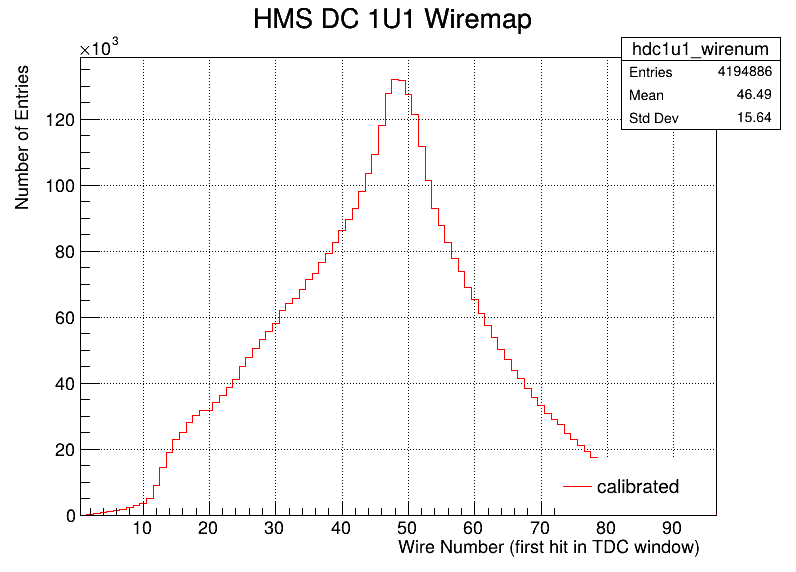 HMS DC 1U1 Wiremap
×10³
hdc1u1_wirenum
Entries 4194886
Mean 46.49
Std Dev 15.64
Number of Entries
120
100
80
60
40
20
0
calibrated
10 20 30 40 50 60 70 80 90
Wire Number (first hit in TDC window)